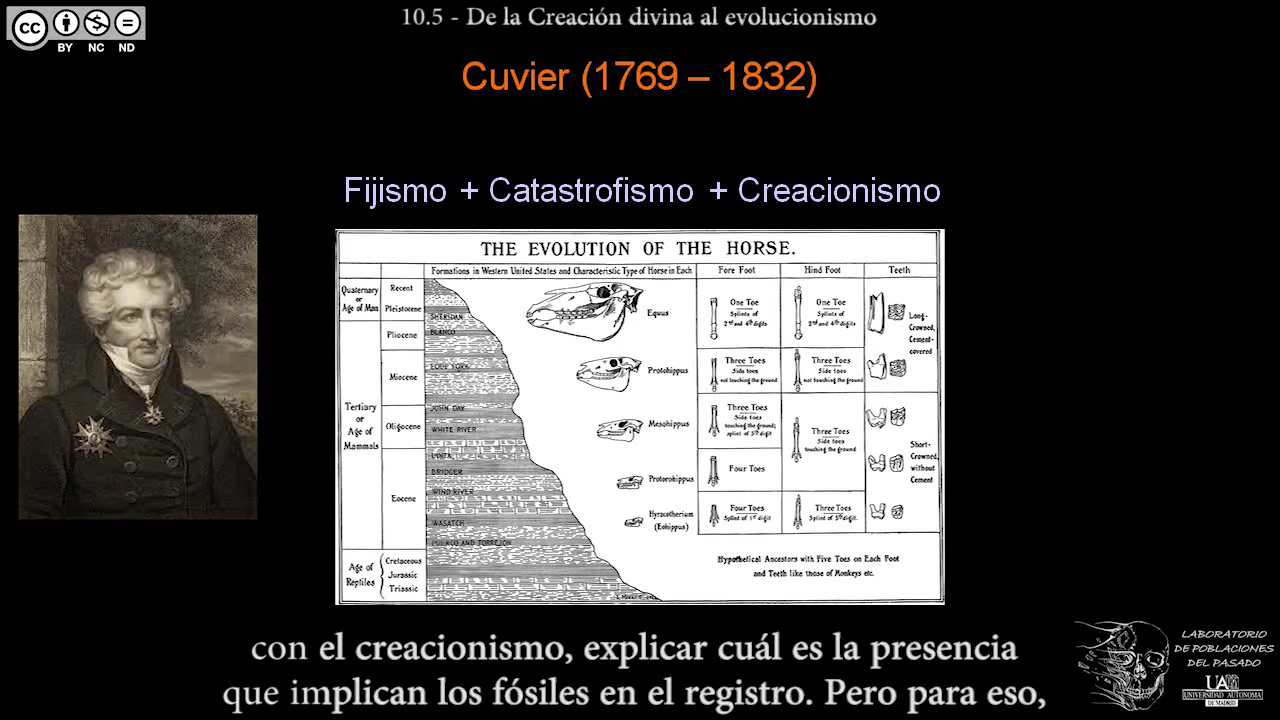 10.5 - De la Creación divina al evolucionismo
BY NC ND
Cuvier (1769 – 1832)
Fijismo + Catastrofismo + Creacionismo
THE EVOLUTION OF THE HORSE.
Formations in Western United States and Characteristic Type of Horse in Each
Fore Foot
Hind Foot
Teeth
Quaternary
or
Age of Man
Recent
Pleistocene
SHERIDAN
Equus
One Toe
Splints of
2nd and 4th digits
One Toe
Splints of
2nd and 4th digits
Long-
Crowned,
Cement-
covered
Tertiary
or
Age of
Mammals
Pliocene
BLANCO
Miocene
LOUP FORK
Protohippus
Three Toes
Side toes
not touching the ground
Three Toes
Side toes
not touching the ground
Oligocene
JOHN DAY
WHITE RIVER
Mesohippus
Three Toes
Side toes
touching the ground;
splint of 5th digit
Three Toes
Side toes
touching the ground
Short-
Crowned,
without
Cement
Eocene
UINTA
BRIDGER
WIND RIVER
WASATCH
PUERCO AND TORREJON
Protorohippus
Four Toes
Hyracotherium
(Eohippus)
Four Toes
Splint of 1st digit
Three Toes
Splint of 5th digit.
Age of
Reptiles
Cretaceous
Jurassic
Triassic
Hypothetical Ancestors with Five Toes on Each Foot
and Teeth like those of Monkeys etc.
con el creacionismo, explicar cuál es la presencia
que implican los fósiles en el registro. Pero para eso,
LABORATORIO
DE POBLACIONES
DEL PASADO
UAM
UNIVERSIDAD AUTONOMA
DE MADRID